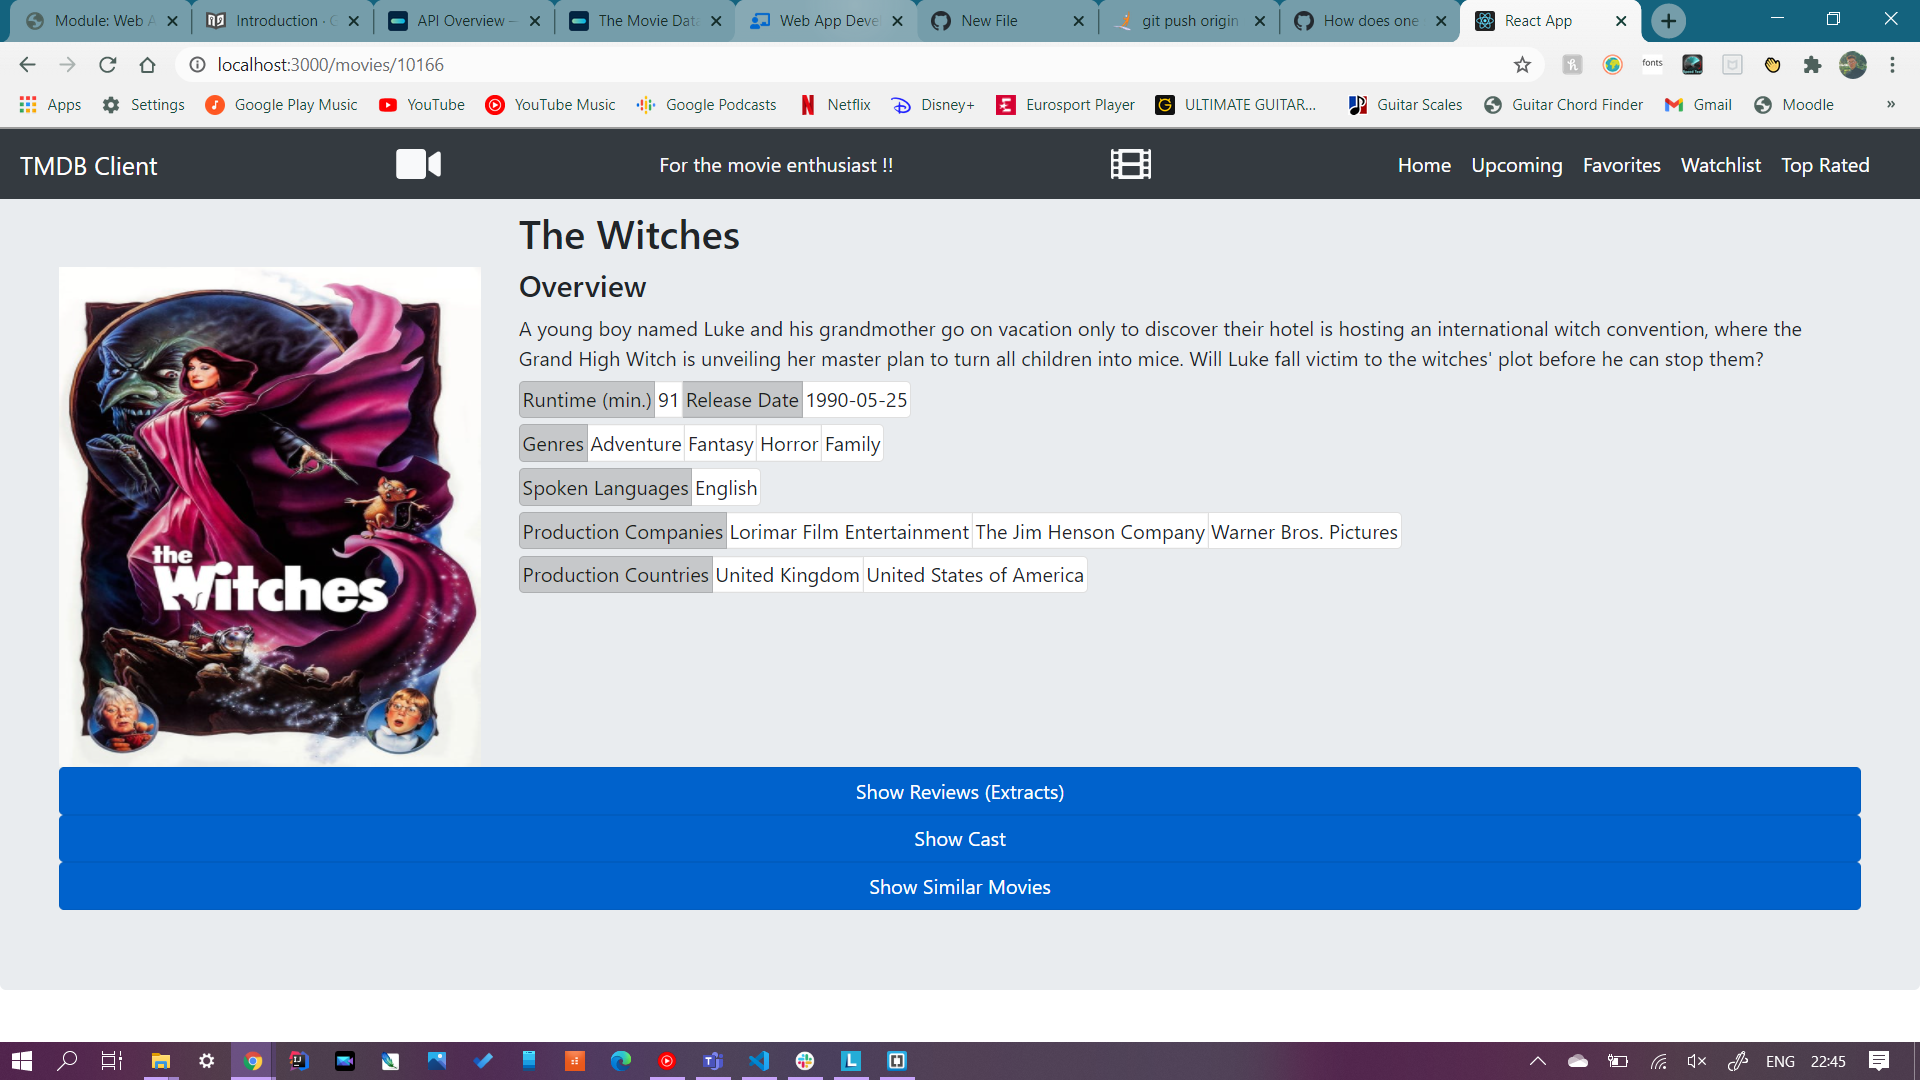 Module: Web A
Introduction - G
API Overview —
The Movie Data
Web App Devel
New File
git push origin
How does one
React App
localhost:3000/movies/10166
fonts
Apps Settings Google Play Music YouTube YouTube Music Google Podcasts Netflix Disney+ Eurosport Player ULTIMATE GUITAR... Guitar Scales Guitar Chord Finder Gmail Moodle »
TMDB Client For the movie enthusiast !! Home Upcoming Favorites Watchlist Top Rated
The Witches
Overview
A young boy named Luke and his grandmother go on vacation only to discover their hotel is hosting an international witch convention, where the
Grand High Witch is unveiling her master plan to turn all children into mice. Will Luke fall victim to the witches' plot before he can stop them?
Runtime (min.) 91 Release Date 1990-05-25
Genres Adventure Fantasy Horror Family
Spoken Languages English
Production Companies Lorimar Film Entertainment The Jim Henson Company Warner Bros. Pictures
Production Countries United Kingdom United States of America
the
Witches
Show Reviews (Extracts)
Show Cast
Show Similar Movies
ENG 22:45